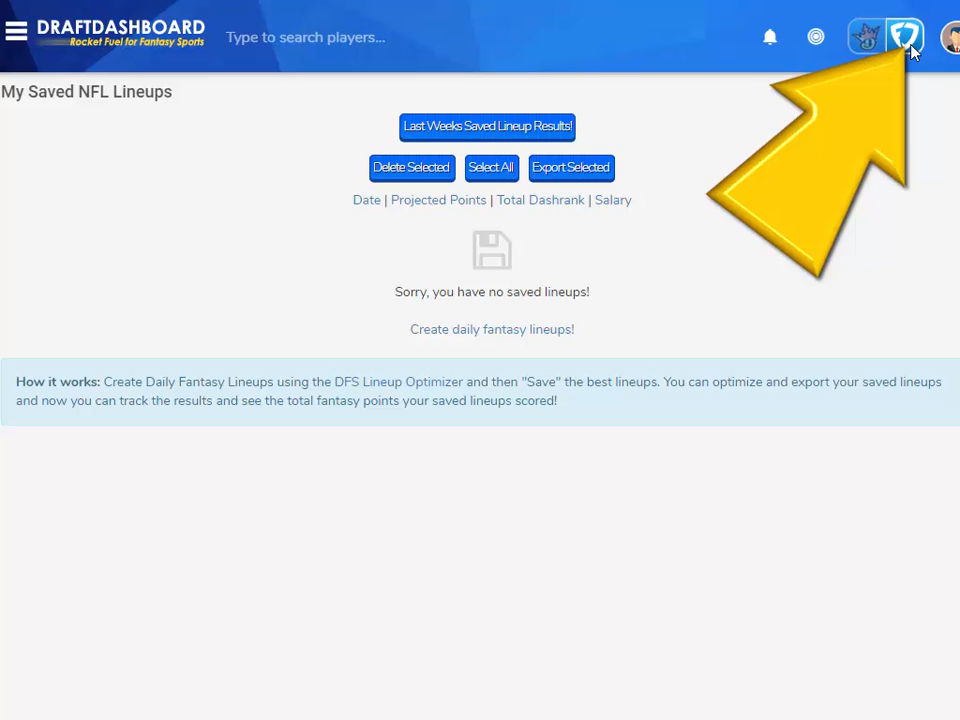 DRAFTDASHBOARD
Rocket Fuel for Fantasy Sports
Type to search players...
My Saved NFL Lineups
Last Weeks Saved Lineup Results!
Delete Selected Select All Export Selected
Date | Projected Points | Total Dashrank | Salary
Sorry, you have no saved lineups!
Create daily fantasy lineups!
How it works: Create Daily Fantasy Lineups using the DFS Lineup Optimizer and then "Save" the best lineups. You can optimize and export your saved lineups
and now you can track the results and see the total fantasy points your saved lineups scored!